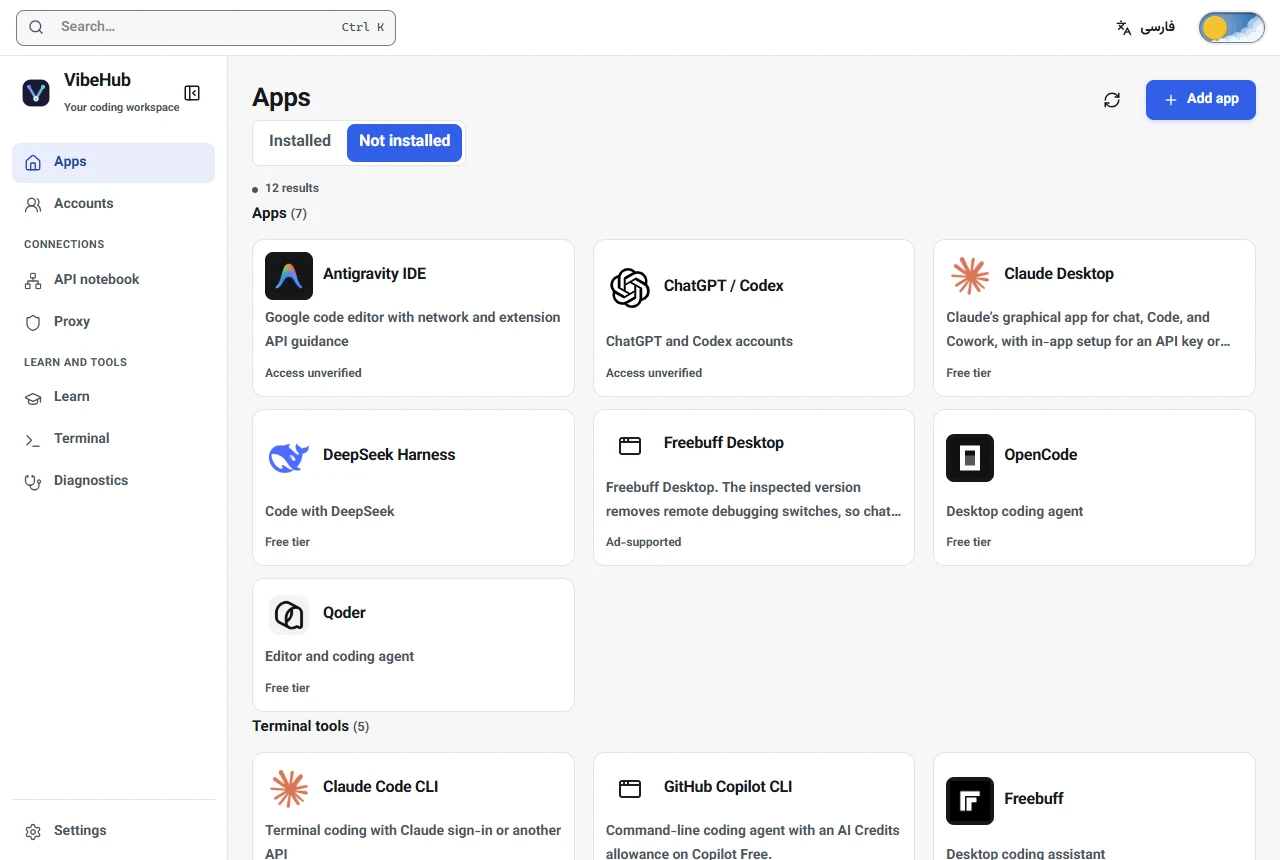 Search... Ctrl K
فارسی
VibeHub
Your coding workspace
Apps
Accounts
CONNECTIONS
API notebook
Proxy
LEARN AND TOOLS
Learn
Terminal
Diagnostics
Settings
Apps
Add app
Installed
Not installed
12 results
Apps (7)
Antigravity IDE
Google code editor with network and extension
API guidance
Access unverified
ChatGPT / Codex
ChatGPT and Codex accounts
Access unverified
Claude Desktop
Claude's graphical app for chat, Code, and
Cowork, with in-app setup for an API key or...
Free tier
DeepSeek Harness
Code with DeepSeek
Free tier
Freebuff Desktop
Freebuff Desktop. The inspected version
removes remote debugging switches, so chat...
Ad-supported
OpenCode
Desktop coding agent
Free tier
Qoder
Editor and coding agent
Free tier
Terminal tools (5)
Claude Code CLI
Terminal coding with Claude sign-in or another
API
GitHub Copilot CLI
Command-line coding agent with an AI Credits
allowance on Copilot Free.
Freebuff
Desktop coding assistant